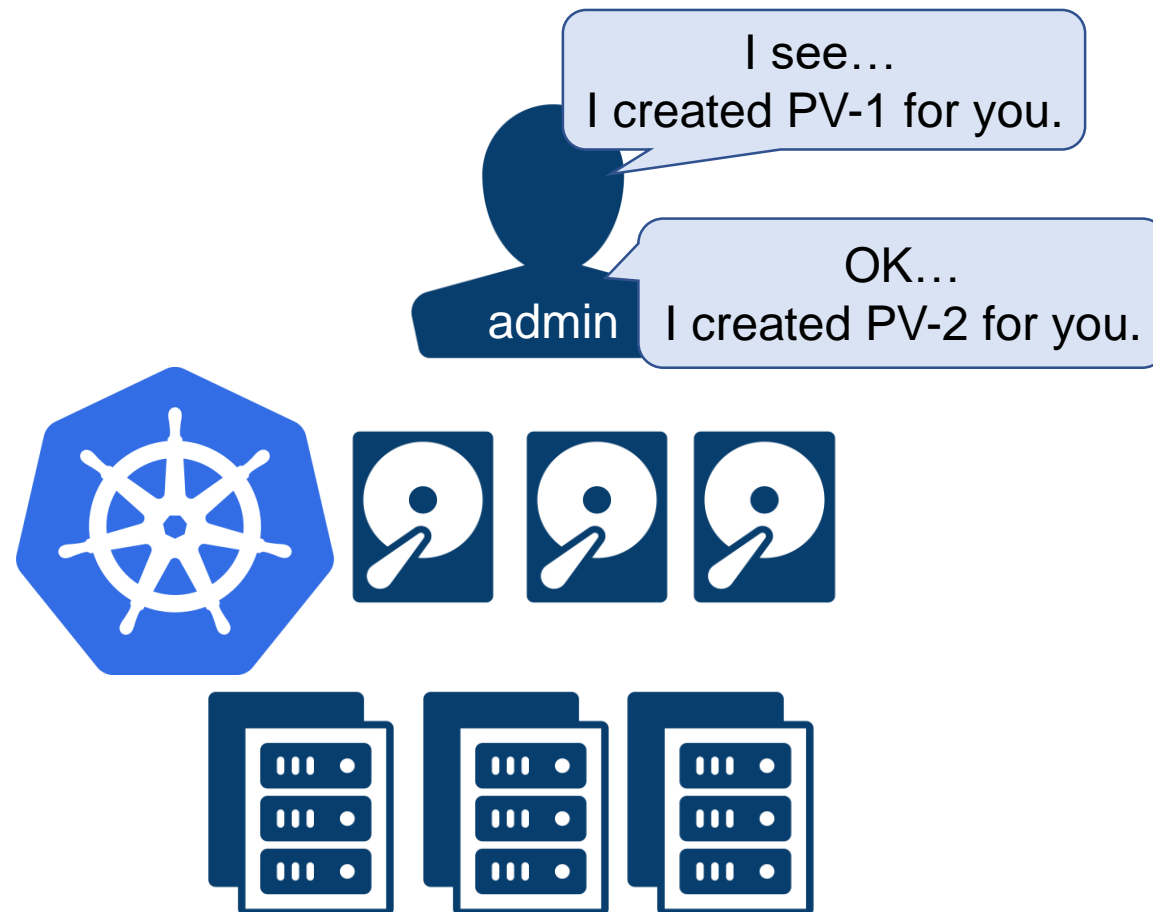 I see…
I created PV-1 for you.
OK…
I created PV-2 for you.
admin